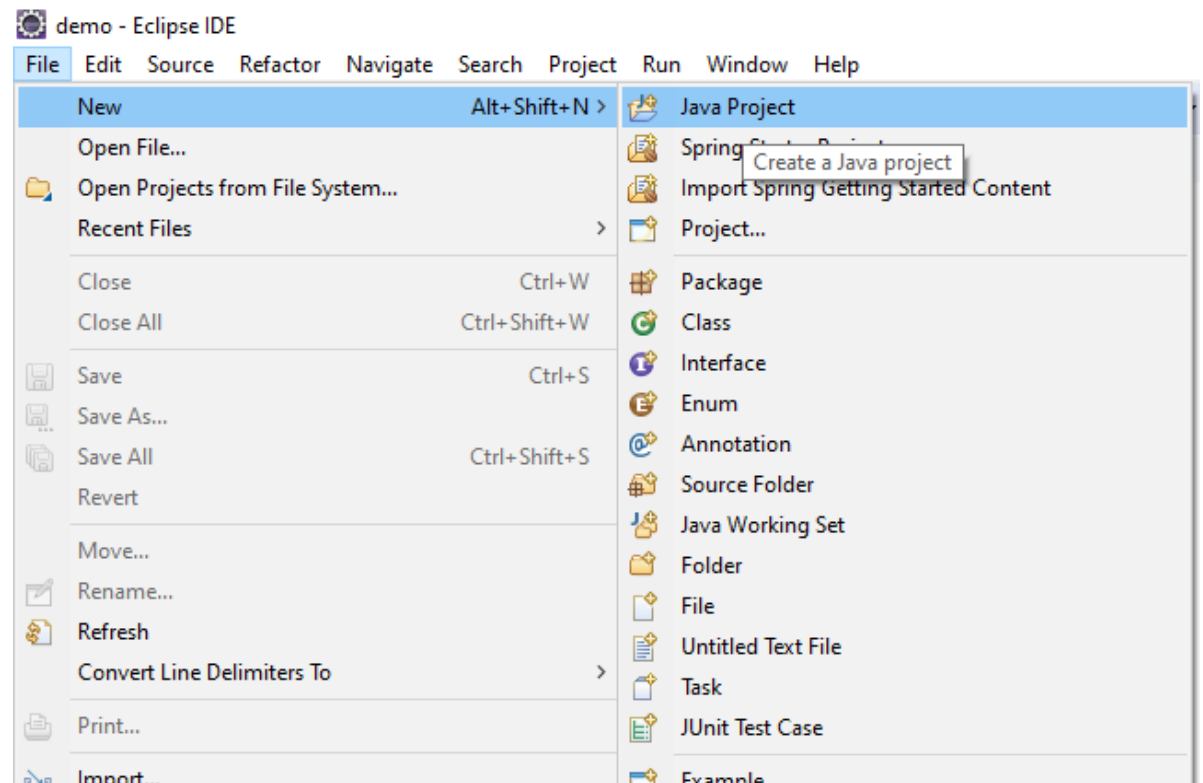 demo - Eclipse IDE
File Edit Source Refactor Navigate Search Project Run Window Help
New Alt+Shift+N >
Open File...
Open Projects from File System...
Recent Files >
Close Ctrl+W
Close All Ctrl+Shift+W
Save Ctrl+S
Save As...
Save All Ctrl+Shift+S
Revert
Move...
Rename...
Refresh
Convert Line Delimiters To >
Print...
Import...
Java Project
Spring
Create a Java project
Import Spring Getting Started Content
Project...
Package
Class
Interface
Enum
Annotation
Source Folder
Java Working Set
Folder
File
Untitled Text File
Task
JUnit Test Case
Example...